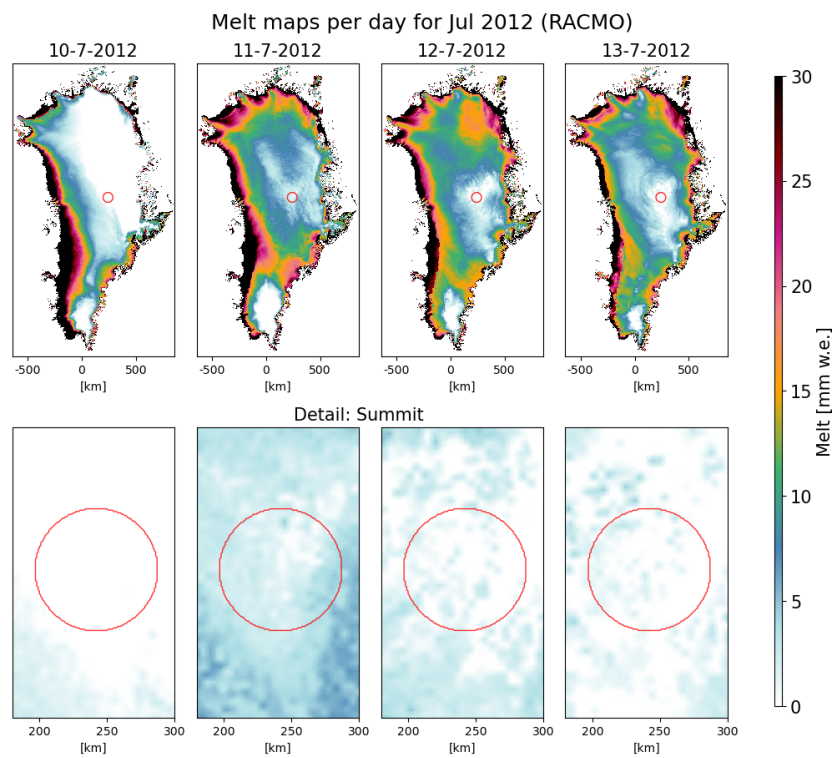 Melt maps per day for Jul 2012 (RACMO)
10-7-2012 11-7-2012 12-7-2012 13-7-2012
-500 0 500 -500 0 500 -500 0 500 -500 0 500
[km] [km] [km] [km]
Detail: Summit
200 250 300 200 250 300 200 250 300 200 250 300
[km] [km] [km] [km]
30
25
20
15
10
5
0
Melt [mm w.e.]